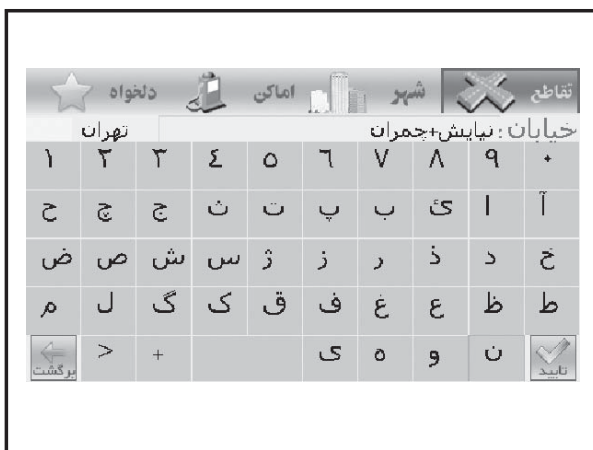 تقاطع شهر اماکن دلخواه
خیابان: نیایش+چمران تهران
۱ ۲ ۳ ٤ ٥ ٦ ۷ ۸ ۹ ۰
آ ا ئ ب پ ت ث ج چ ح
خ د ذ ر ز ژ س ش ص ض
ط ظ ع غ ف ق ک گ ل م
تایید ن و ه ی + < برگشت